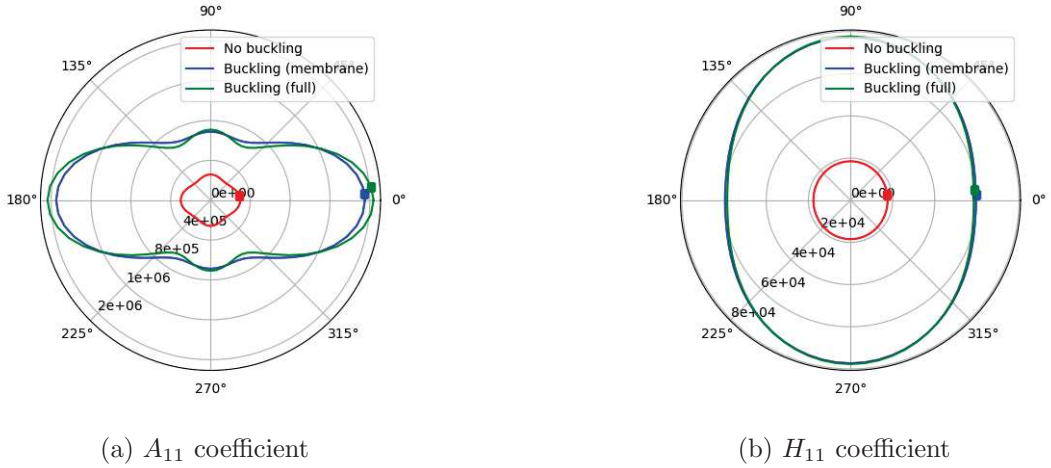 90°
No buckling
Buckling (membrane)
Buckling (full)
45°
135°
180°
0e+00
4e+05
8e+05
1e+06
2e+06
0°
225°
315°
270°
(a) A₁₁ coefficient
90°
No buckling
Buckling (membrane)
Buckling (full)
45°
135°
180°
0e+00
2e+04
4e+04
6e+04
8e+04
0°
225°
315°
270°
(b) H₁₁ coefficient